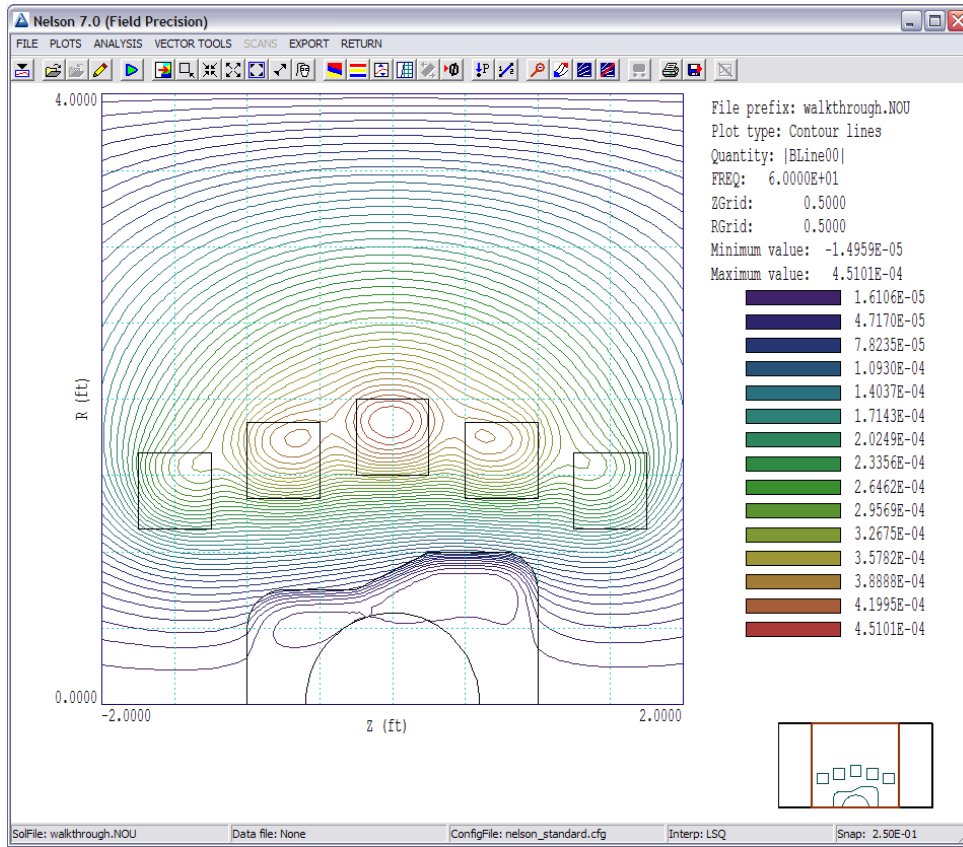 Nelson 7.0 (Field Precision)
FILE PLOTS ANALYSIS VECTOR TOOLS SCANS EXPORT RETURN
4.0000
R (ft)
0.0000
-2.0000
Z (ft)
2.0000
File prefix: walkthrough.NOU
Plot type: Contour lines
Quantity: |BLine00|
FREQ: 6.0000E+01
ZGrid: 0.5000
RGrid: 0.5000
Minimum value: -1.4959E-05
Maximum value: 4.5101E-04
1.6106E-05
4.7170E-05
7.8235E-05
1.0930E-04
1.4037E-04
1.7143E-04
2.0249E-04
2.3356E-04
2.6462E-04
2.9569E-04
3.2675E-04
3.5782E-04
3.8888E-04
4.1995E-04
4.5101E-04
SolFile: walkthrough.NOU Data file: None ConfigFile: nelson_standard.cfg Interp: LSQ Snap: 2.50E-01